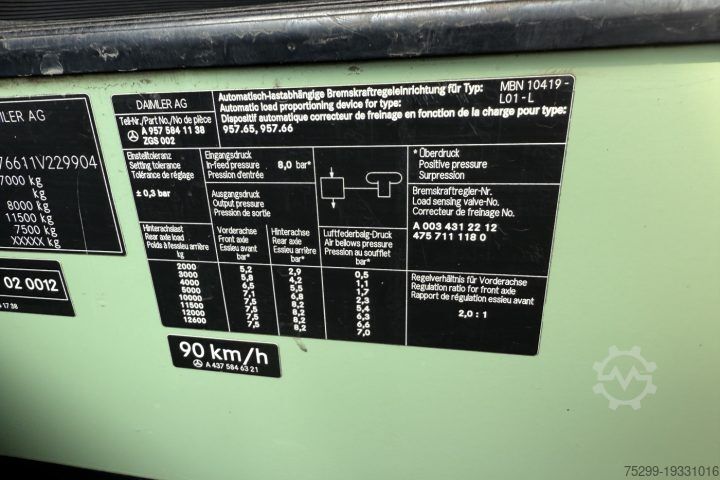 MLER AG
76611V229904
7000 kg
kg
8000 kg
11500 kg
7500 kg
XXXXX kg
02 0012
4 17 38
DAIMLER AG
Teil-Nr./Part No./No de pièce
A 957 584 11 38
ZGS 002
Automatisch-lastabhängige Bremskraftregeleinrichtung für Typ:
Automatic load proportioning device for type:
Dispositif automatique correcteur de freinage en fonction de la charge pour type:
957.65, 957.66
MBN 10419 -
L01 - L
Einstelltoleranz
Setting tolerance
Tolérance de réglage
± 0,3 bar
Eingangsdruck
In-feed pressure
Pression d'entrée
8,0 bar*
Ausgangsdruck
Output pressure
Pression de sortie
* Überdruck
Positive pressure
Surpression
Bremskraftregler-Nr.
Load sensing valve-No.
Correcteur de freinage No.
A 003 431 22 12
475 711 118 0
Hinterachslast
Rear axle load
Poids à l'essieu arrière
kg
Vorderachse
Front axle
Essieu avant
bar*
Hinterachse
Rear axle
Essieu arrière
bar*
Luftfederbalg-Druck
Air bellows pressure
Pression au soufflet
bar*
2000 5,2 2,9 0,5
3000 5,8 4,2 1,1
4000 6,5 5,5 1,7
5000 7,1 6,8 2,3
10000 7,5 8,2 5,4
11500 7,5 8,2 6,3
12000 7,5 8,2 6,6
12600 7,5 8,2 7,0
Regelverhältnis für Vorderachse
Regulation ratio for front axle
Rapport de régulation essieu avant
2,0 : 1
90 km/h
A 437 584 63 21
75299-19331016